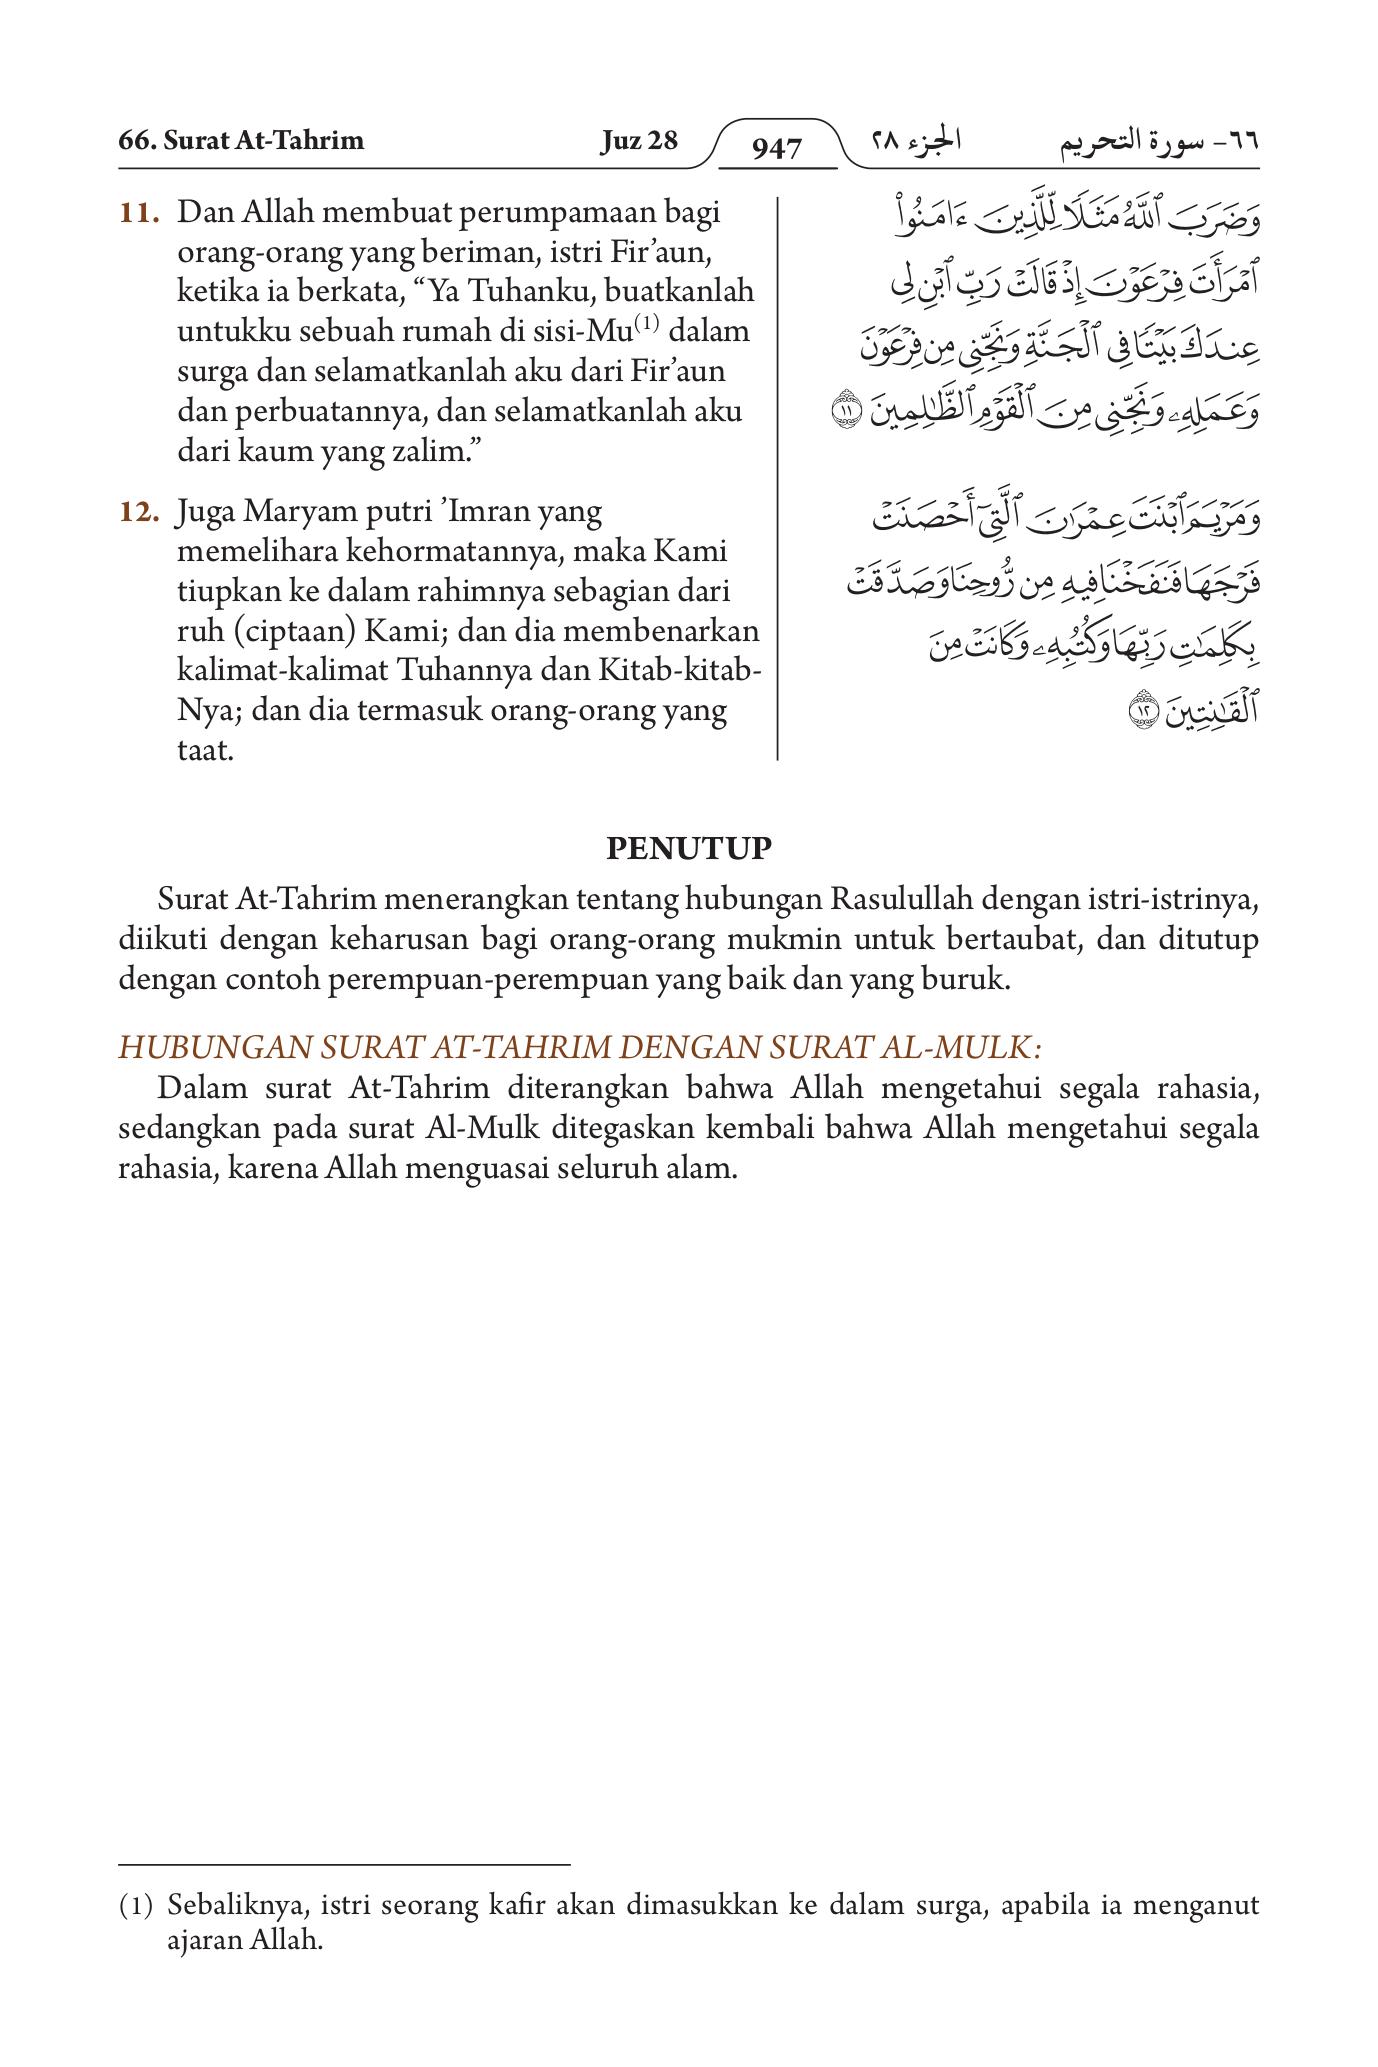 66. Surat At-Tahrim Juz 28 947 الجزء ٢٨ ٦٦- سورة التحريم
11. Dan Allah membuat perumpamaan bagi
orang-orang yang beriman, istri Fir’aun,
ketika ia berkata, “Ya Tuhanku, buatkanlah
untukku sebuah rumah di sisi-Mu(1) dalam
surga dan selamatkanlah aku dari Fir’aun
dan perbuatannya, dan selamatkanlah aku
dari kaum yang zalim.”
وَضَرَبَ ٱللَّهُ مَثَلًا لِّلَّذِينَ ءَامَنُوا۟
ٱمْرَأَتَ فِرْعَوْنَ إِذْ قَالَتْ رَبِّ ٱبْنِ لِى
عِندَكَ بَيْتًا فِى ٱلْجَنَّةِ وَنَجِّنِى مِن فِرْعَوْنَ
وَعَمَلِهِۦ وَنَجِّنِى مِنَ ٱلْقَوْمِ ٱلظَّٰلِمِينَ ١١
12. Juga Maryam putri ’Imran yang
memelihara kehormatannya, maka Kami
tiupkan ke dalam rahimnya sebagian dari
ruh (ciptaan) Kami; dan dia membenarkan
kalimat-kalimat Tuhannya dan Kitab-kitab-
Nya; dan dia termasuk orang-orang yang
taat.
وَمَرْيَمَ ٱبْنَتَ عِمْرَٰنَ ٱلَّتِىٓ أَحْصَنَتْ
فَرْجَهَا فَنَفَخْنَا فِيهِ مِن رُّوحِنَا وَصَدَّقَتْ
بِكَلِمَٰتِ رَبِّهَا وَكُتُبِهِۦ وَكَانَتْ مِنَ
ٱلْقَٰنِتِينَ ١٢
PENUTUP
Surat At-Tahrim menerangkan tentang hubungan Rasulullah dengan istri-istrinya,
diikuti dengan keharusan bagi orang-orang mukmin untuk bertaubat, dan ditutup
dengan contoh perempuan-perempuan yang baik dan yang buruk.
HUBUNGAN SURAT AT-TAHRIM DENGAN SURAT AL-MULK:
Dalam surat At-Tahrim diterangkan bahwa Allah mengetahui segala rahasia,
sedangkan pada surat Al-Mulk ditegaskan kembali bahwa Allah mengetahui segala
rahasia, karena Allah menguasai seluruh alam.
(1) Sebaliknya, istri seorang kafir akan dimasukkan ke dalam surga, apabila ia menganut
ajaran Allah.